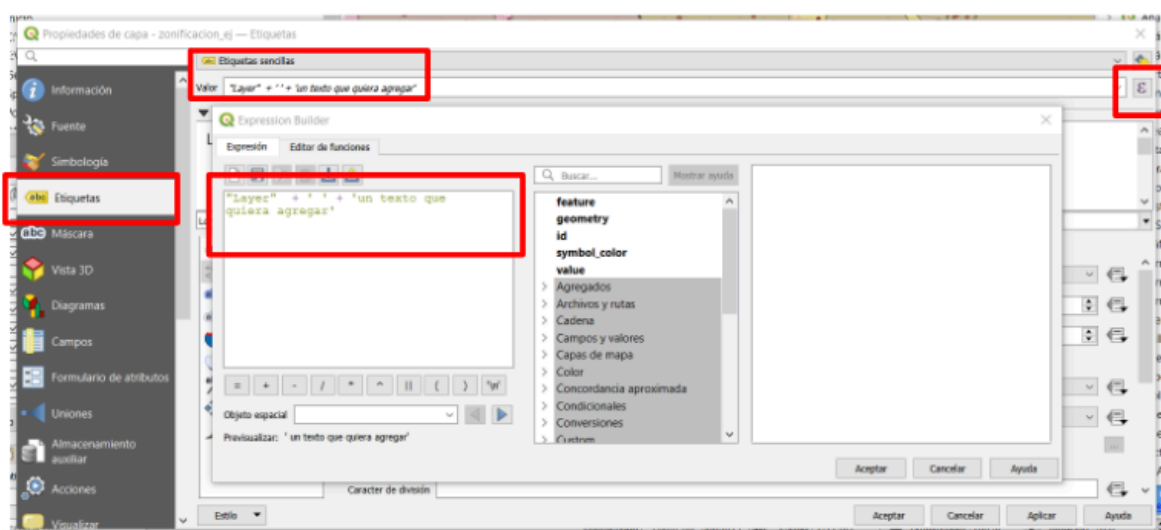 Propiedades de capa - zonificacion_ej — Etiquetas
Etiquetas sencillas
Información
Valor "Layer" + ' ' + 'un texto que quiera agregar' ε
Expression Builder
Fuente
Expresión Editor de funciones
Simbología
Buscar... Mostrar ayuda
abc Etiquetas
"Layer" + ' ' + 'un texto que
quiera agregar'
feature
geometry
abc Máscara
id
symbol_color
Vista 3D
value
Agregados
Diagramas
Archivos y rutas
Cadena
Campos
Campos y valores
Capas de mapa
Color
Formulario de atributos
= + - / * ^ || ( ) '\n'
Concordancia aproximada
Condicionales
Uniones
Objeto espacial
Conversiones
Previsualizar: ' un texto que quiera agregar'
Custom
Almacenamiento
auxiliar
Aceptar Cancelar Ayuda
Acciones
Caracter de división
Visualizar
Estilo
Aceptar Cancelar Aplicar Ayuda